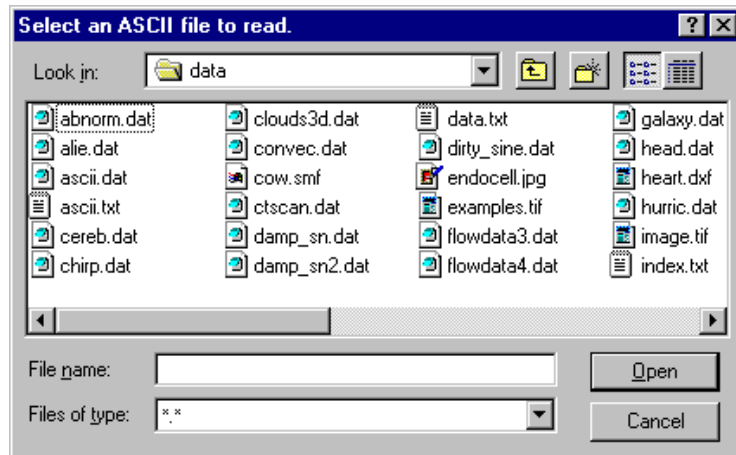 Select an ASCII file to read.
Look in: data
abnorm.dat clouds3d.dat data.txt galaxy.dat
alie.dat convec.dat dirty_sine.dat head.dat
ascii.dat cow.smf endocell.jpg heart.dxf
ascii.txt ctscan.dat examples.tif hurric.dat
cereb.dat damp_sn.dat flowdata3.dat image.tif
chirp.dat damp_sn2.dat flowdata4.dat index.txt
File name: Open
Files of type: *.* Cancel